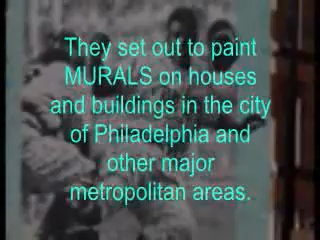 They set out to paint
MURALS on houses
and buildings in the city
of Philadelphia and
other major
metropolitan areas.